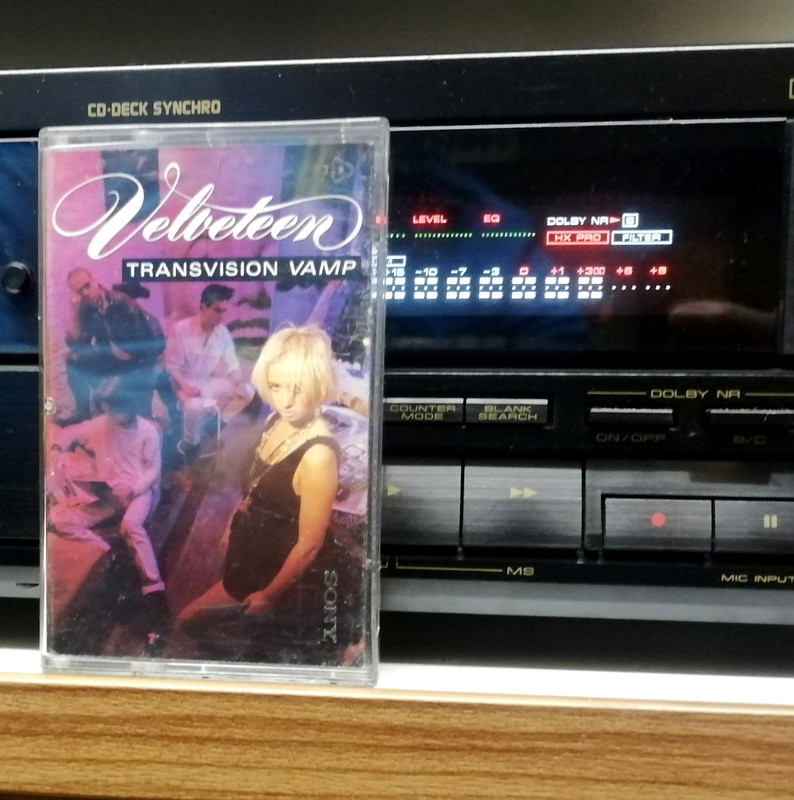 CD·DECK SYNCHRO
Velveteen
TRANSVISION VAMP
SONY
LEVEL EQ DOLBY NR B
HX PRO FILTER
-10 -7 -3 0 +1 +3 +6 +8
COUNTER MODE
BLANK SEARCH
DOLBY NR
ON/OFF B/C
MS
MIC INPUT